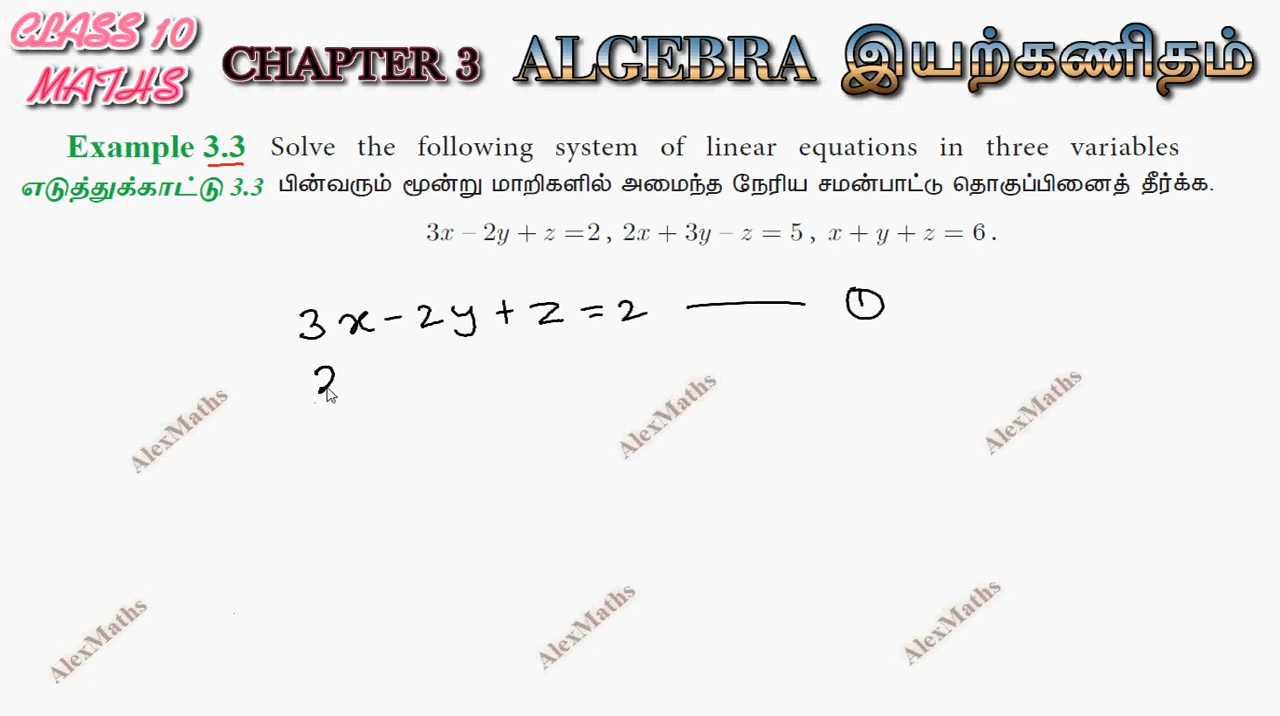 CLASS 10
MATHS
CHAPTER 3 ALGEBRA இயற்கணிதம்
Example 3.3 Solve the following system of linear equations in three variables
எடுத்துக்காட்டு 3.3 பின்வரும் மூன்று மாறிகளில் அமைந்த நேரிய சமன்பாட்டு தொகுப்பினைத் தீர்க்க.
3x – 2y + z =2 , 2x + 3y – z = 5 , x + y + z = 6 .
3x - 2y + z = 2 —— ①
2
AlexMaths AlexMaths AlexMaths
AlexMaths AlexMaths AlexMaths